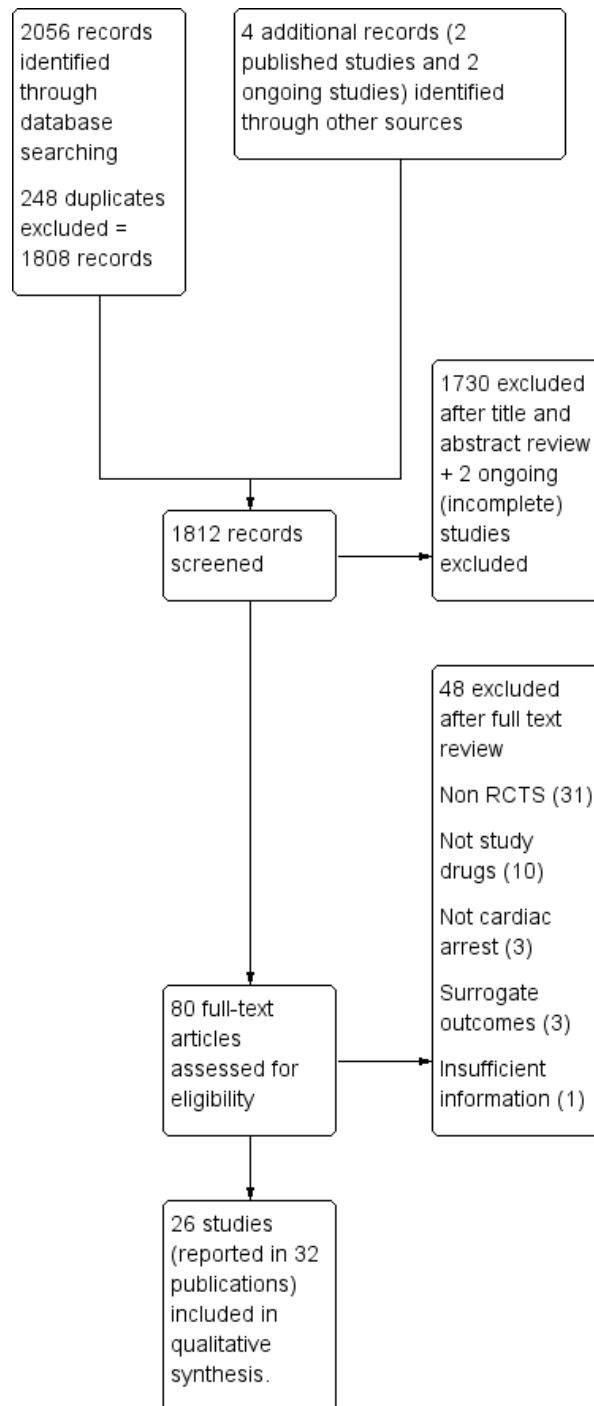 2056 records
identified
through
database
searching
248 duplicates
excluded =
1808 records
4 additional records (2
published studies and 2
ongoing studies) identified
through other sources
1730 excluded
after title and
abstract review
+ 2 ongoing
(incomplete)
studies
excluded
1812 records
screened
48 excluded
after full text
review
Non RCTS (31)
Not study
drugs (10)
Not cardiac
arrest (3)
Surrogate
outcomes (3)
Insufficient
information (1)
80 full-text
articles
assessed for
eligibility
26 studies
(reported in 32
publications)
included in
qualitative
synthesis.